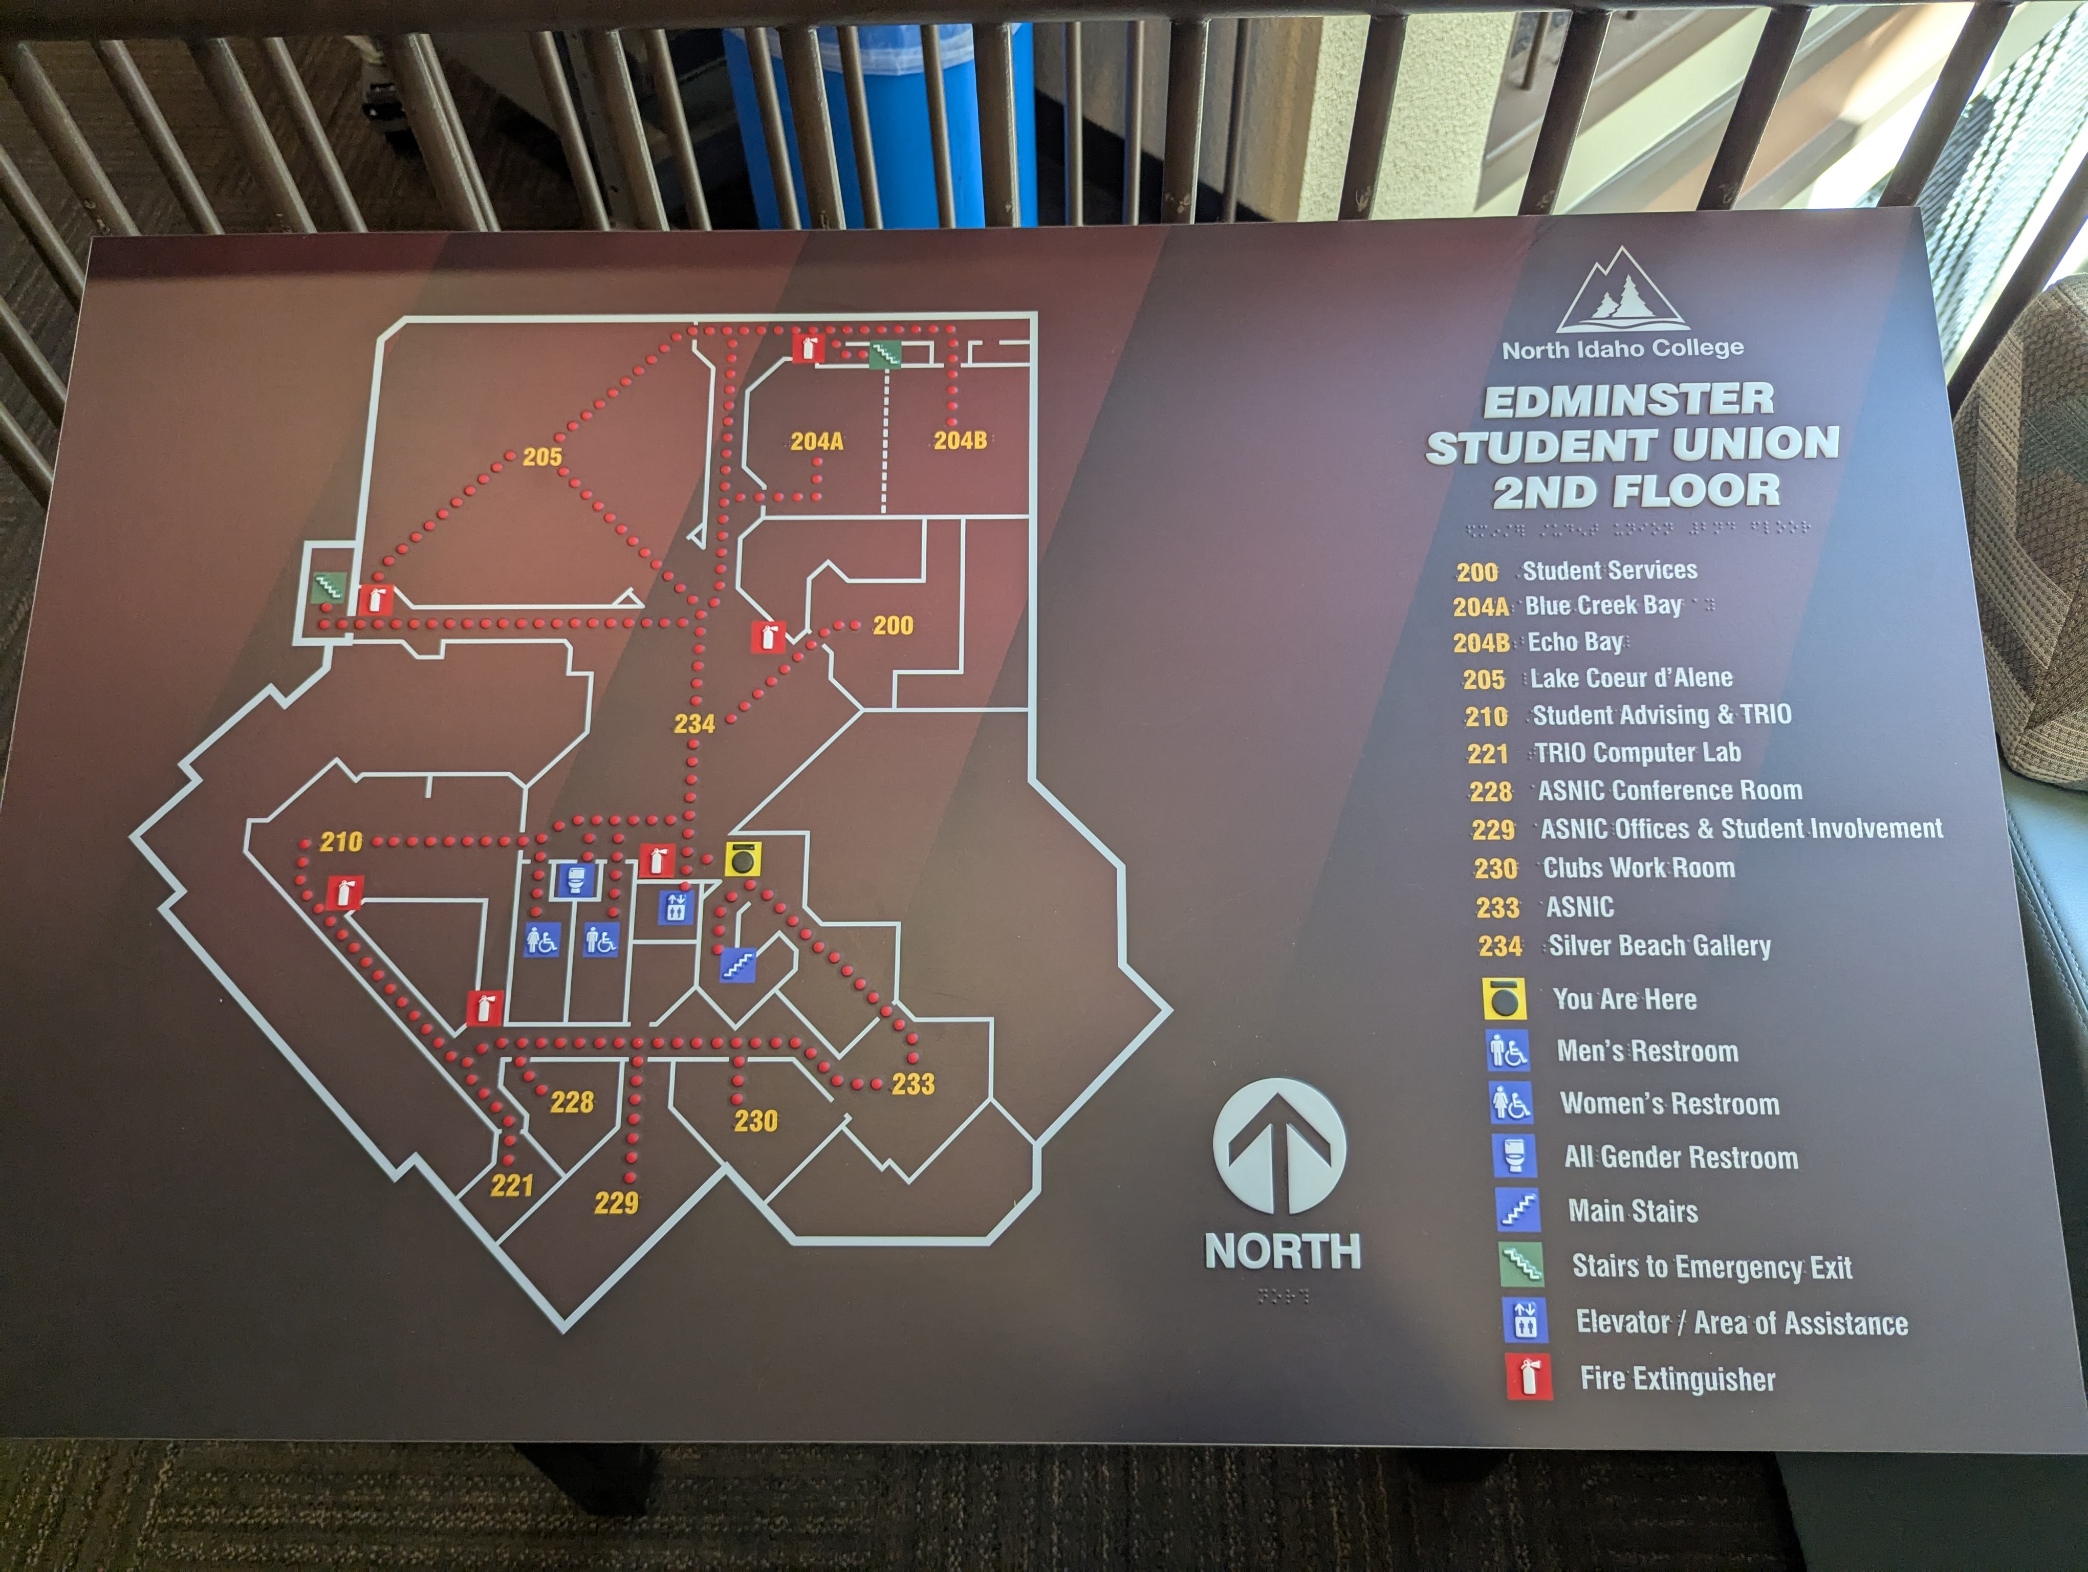 North Idaho College
EDMINSTER
STUDENT UNION
2ND FLOOR
200 Student Services
204A Blue Creek Bay
204B Echo Bay
205 Lake Coeur d'Alene
210 Student Advising & TRIO
221 TRIO Computer Lab
228 ASNIC Conference Room
229 ASNIC Offices & Student Involvement
230 Clubs Work Room
233 ASNIC
234 Silver Beach Gallery
You Are Here
Men's Restroom
Women's Restroom
All Gender Restroom
Main Stairs
Stairs to Emergency Exit
Elevator / Area of Assistance
Fire Extinguisher
204A
204B
205
200
234
210
233
228
230
221
229
NORTH